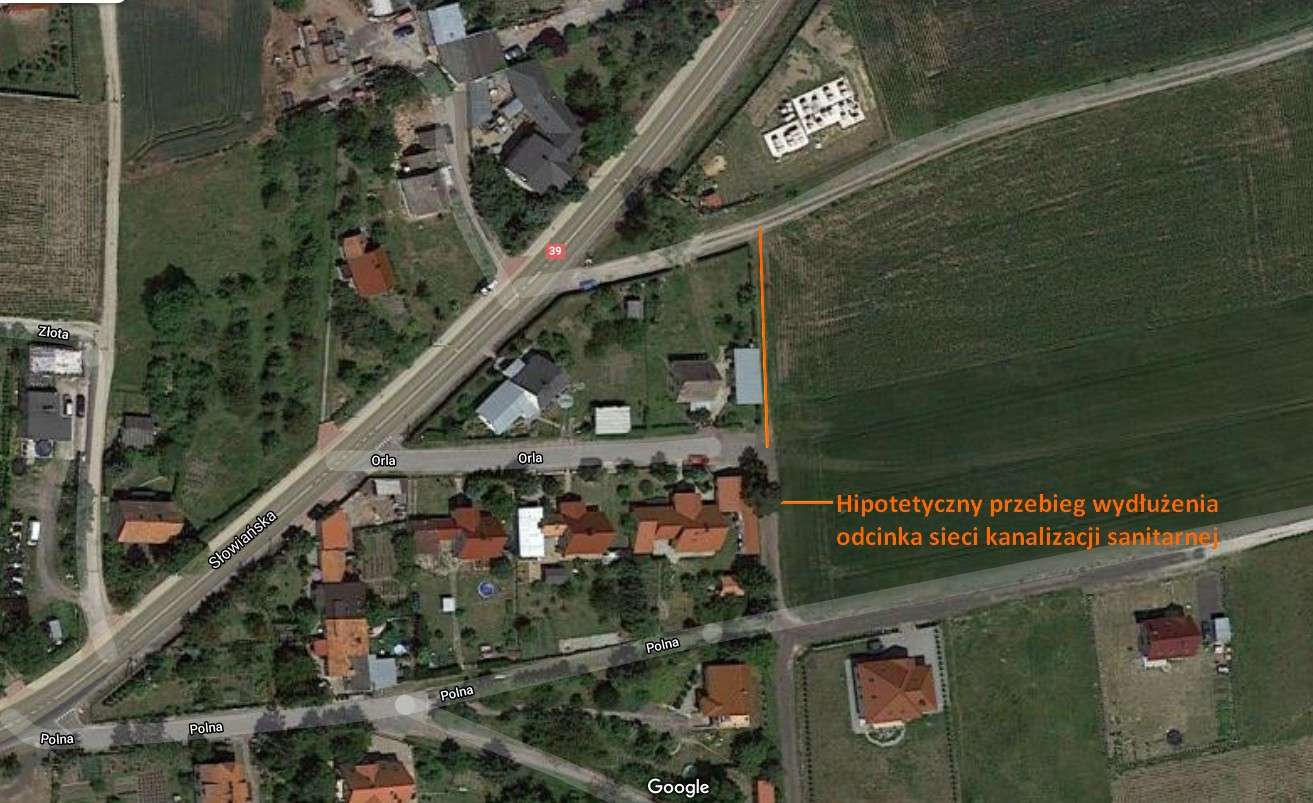 39
Złota
Orla
Orla
Słowiańska
Hipotetyczny przebieg wydłużenia
odcinka sieci kanalizacji sanitarnej
Polna
Polna
Polna
Polna
Google